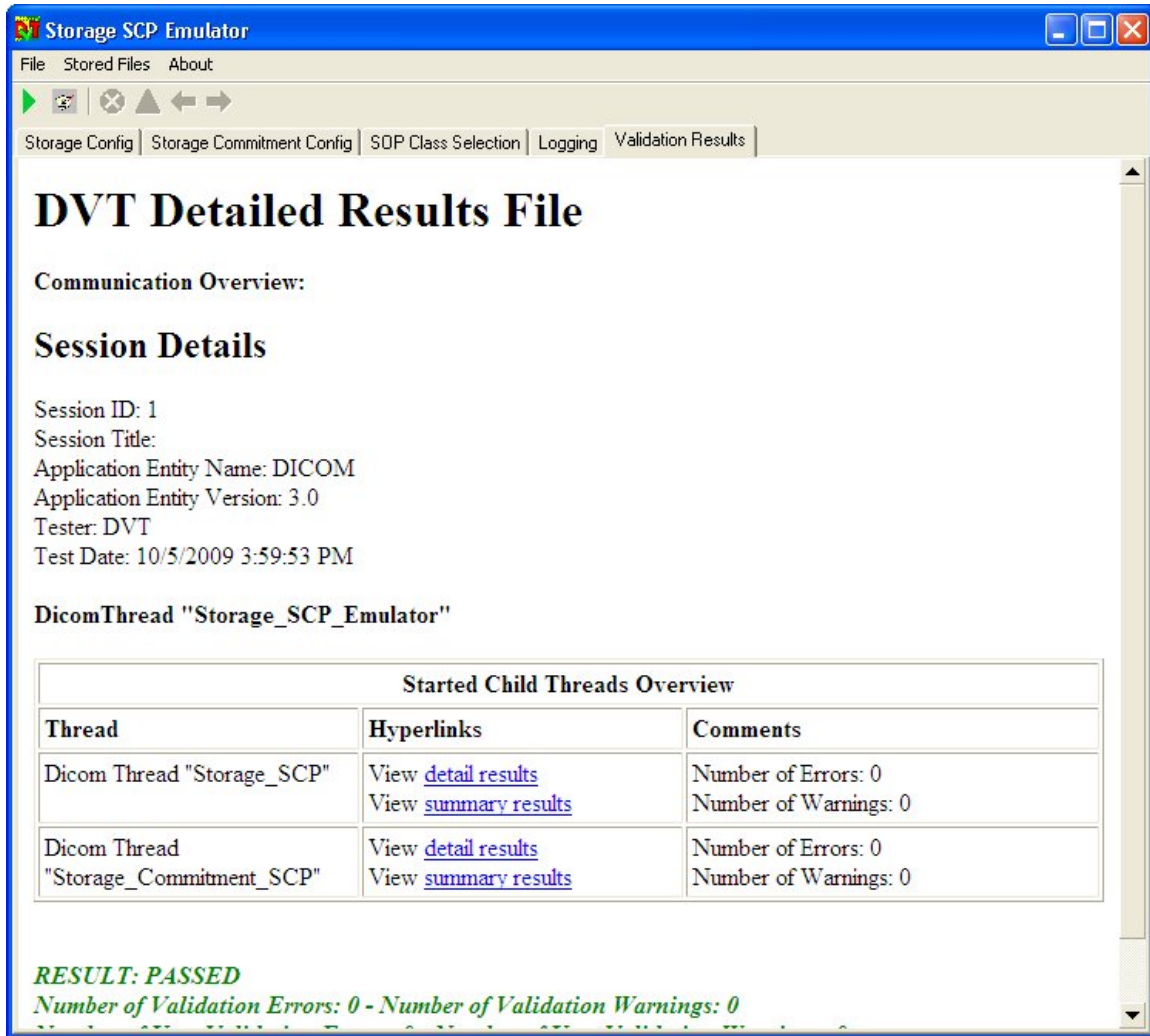 Storage SCP Emulator
File Stored Files About
Storage Config Storage Commitment Config SOP Class Selection Logging Validation Results
DVT Detailed Results File
Communication Overview:
Session Details
Session ID: 1
Session Title:
Application Entity Name: DICOM
Application Entity Version: 3.0
Tester: DVT
Test Date: 10/5/2009 3:59:53 PM
DicomThread "Storage_SCP_Emulator"
Started Child Threads Overview
Thread Hyperlinks Comments
Dicom Thread "Storage_SCP" View detail results Number of Errors: 0
View summary results Number of Warnings: 0
Dicom Thread View detail results Number of Errors: 0
"Storage_Commitment_SCP" View summary results Number of Warnings: 0
RESULT: PASSED
Number of Validation Errors: 0 - Number of Validation Warnings: 0